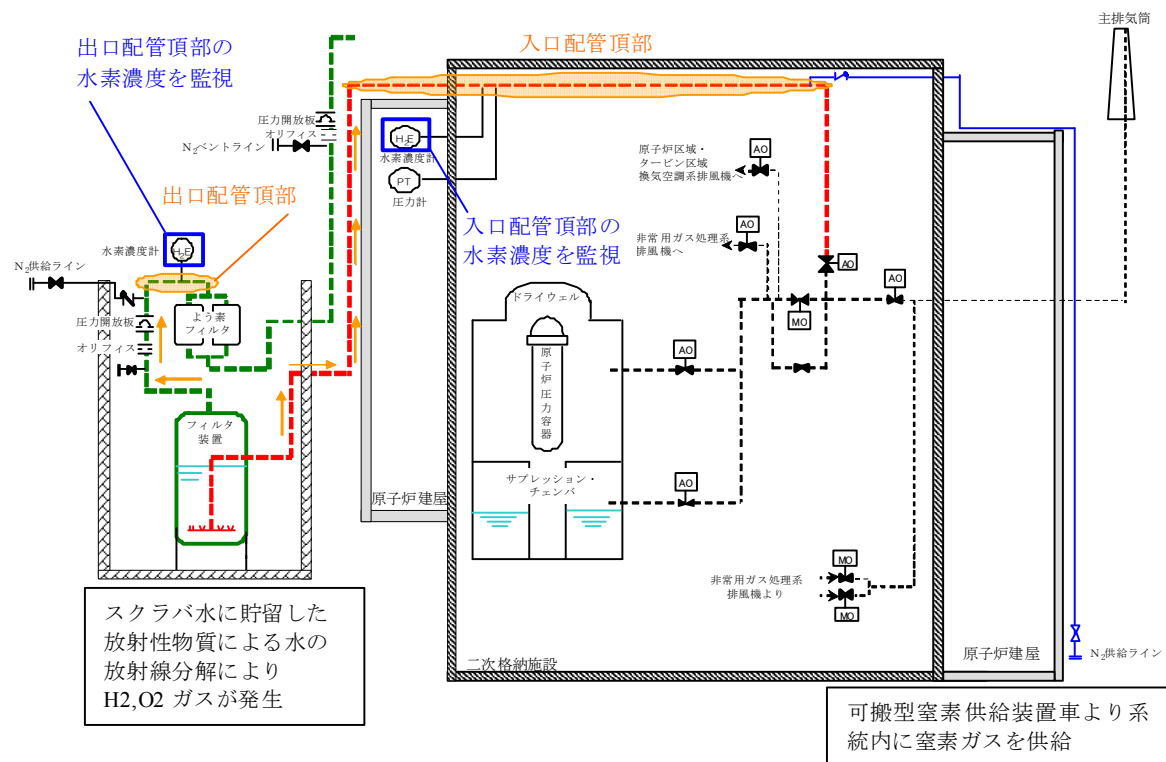 主排気筒
出口配管頂部の
水素濃度を監視
入口配管頂部
圧力開放板
オリフィス
N₂ベントライン
H₂E
水素濃度計
PT
圧力計
入口配管頂部の
水素濃度を監視
出口配管頂部
水素濃度計
H₂E
N₂供給ライン
圧力開放板
オリフィス
よう素
フィルタ
フィルタ
装置
原子炉建屋
AO
原子炉区域・
タービン区域
換気空調系排風機へ
AO
非常用ガス処理系
排風機へ
AO
AO
MO
ドライウェル
原子炉圧力容器
AO
サプレッション・
チェンバ
AO
MO
非常用ガス処理系
排風機より
MO
二次格納施設
原子炉建屋
N₂供給ライン
スクラバ水に貯留した
放射性物質による水の
放射線分解により
H2,O2 ガスが発生
可搬型窒素供給装置車より系
統内に窒素ガスを供給